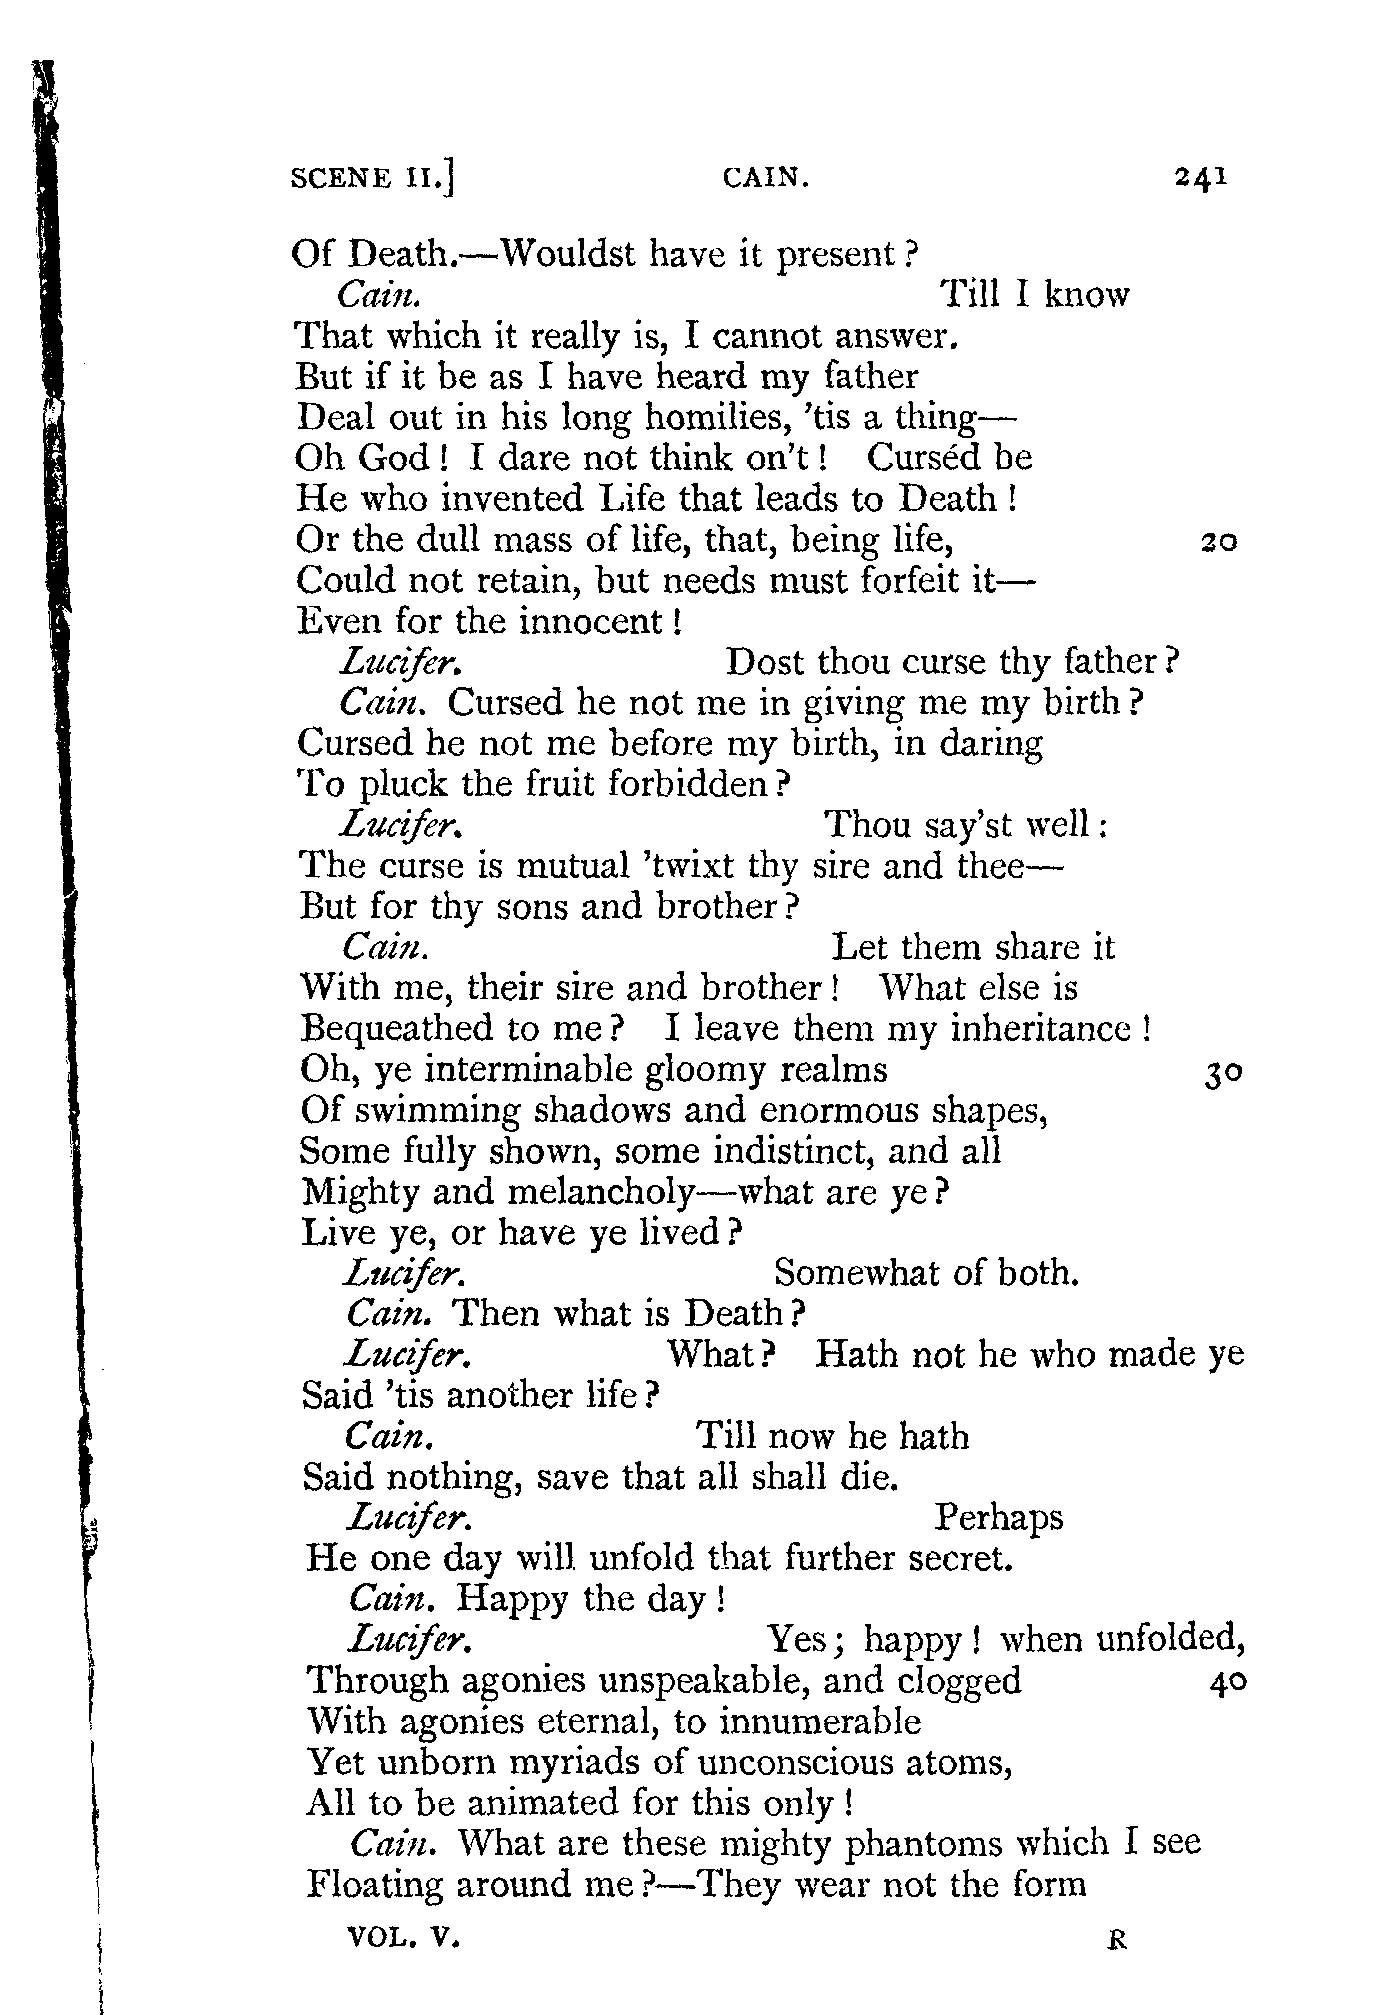 SCENE II.] CAIN. 241
Of Death.—Wouldst have it present?
Cain. Till I know
That which it really is, I cannot answer.
But if it be as I have heard my father
Deal out in his long homilies, 'tis a thing—
Oh God! I dare not think on't! Curséd be
He who invented Life that leads to Death!
Or the dull mass of life, that, being life, 20
Could not retain, but needs must forfeit it—
Even for the innocent!
Lucifer. Dost thou curse thy father?
Cain. Cursed he not me in giving me my birth?
Cursed he not me before my birth, in daring
To pluck the fruit forbidden?
Lucifer. Thou say'st well:
The curse is mutual 'twixt thy sire and thee—
But for thy sons and brother?
Cain. Let them share it
With me, their sire and brother! What else is
Bequeathed to me? I leave them my inheritance!
Oh, ye interminable gloomy realms 30
Of swimming shadows and enormous shapes,
Some fully shown, some indistinct, and all
Mighty and melancholy—what are ye?
Live ye, or have ye lived?
Lucifer. Somewhat of both.
Cain. Then what is Death?
Lucifer. What? Hath not he who made ye
Said 'tis another life?
Cain. Till now he hath
Said nothing, save that all shall die.
Lucifer. Perhaps
He one day will unfold that further secret.
Cain. Happy the day!
Lucifer. Yes; happy! when unfolded,
Through agonies unspeakable, and clogged 40
With agonies eternal, to innumerable
Yet unborn myriads of unconscious atoms,
All to be animated for this only!
Cain. What are these mighty phantoms which I see
Floating around me?—They wear not the form
VOL. V. R